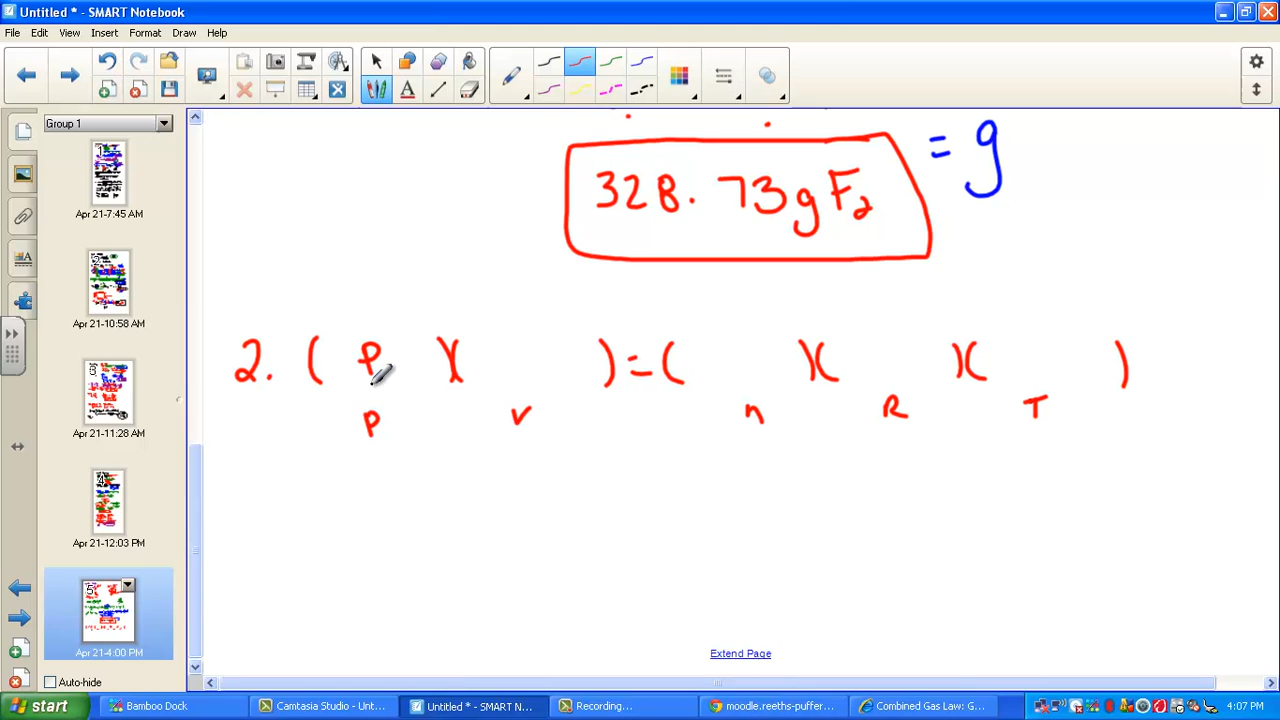 Untitled * - SMART Notebook
File Edit View Insert Format Draw Help
Group 1
Apr 21-7:45 AM
Apr 21-10:58 AM
Apr 21-11:28 AM
Apr 21-12:03 PM
Apr 21-4:00 PM
Auto-hide
= g
328.73g F2
2. ( P )( ) = ( )( )( )
P V n R T
Extend Page
start
Bamboo Dock
Camtasia Studio - Unt...
Untitled * - SMART N...
Recording...
moodle.reeths-puffer...
Combined Gas Law: G...
4:07 PM